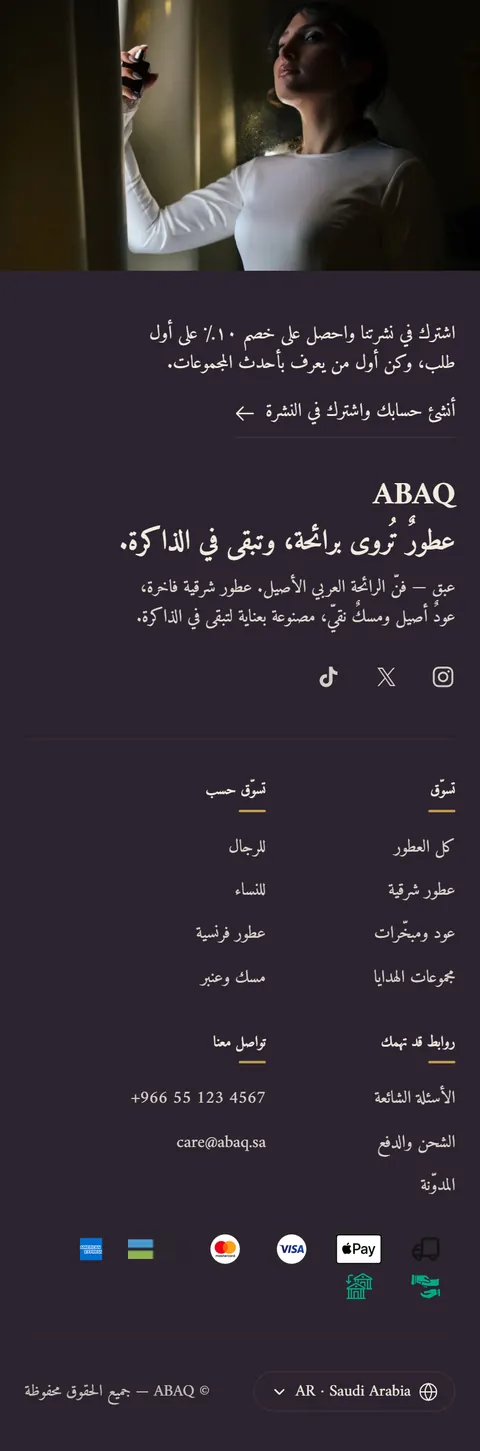 اشترك في نشرتنا واحصل على خصم ١٠٪ على أول
طلب، وكن أول من يعرف بأحدث المجموعات.
أنشئ حسابك واشترك في النشرة
ABAQ
عطورٌ تُروى برائحة، وتبقى في الذاكرة.
عبق — فنّ الرائحة العربي الأصيل. عطور شرقية فاخرة،
عودٌ أصيل ومسكٌ نقيّ، مصنوعة بعناية لتبقى في الذاكرة.
تسوّق
كل العطور
عطور شرقية
عود ومبخّرات
مجموعات الهدايا
تسوّق حسب
للرجال
للنساء
عطور فرنسية
مسك وعنبر
روابط قد تهمك
الأسئلة الشائعة
الشحن والدفع
المدوّنة
تواصل معنا
+966 55 123 4567
care@abaq.sa
Pay
VISA
mastercard
AMERICAN EXPRESS
AR · Saudi Arabia
© ABAQ — جميع الحقوق محفوظة